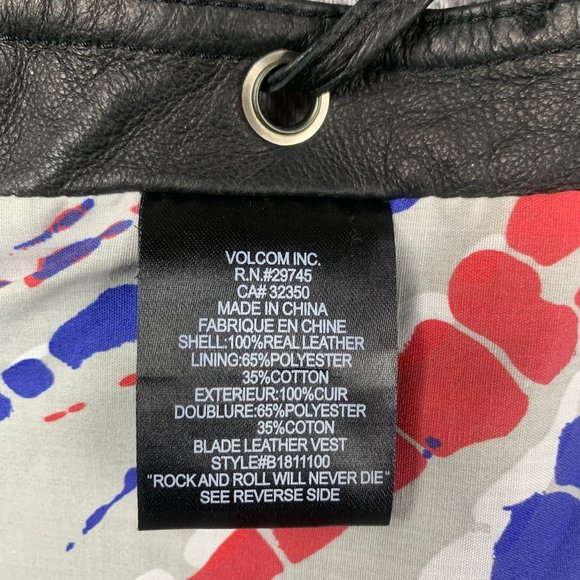 VOLCOM INC.
R.N.#29745
CA# 32350
MADE IN CHINA
FABRIQUE EN CHINE
SHELL:100%REAL LEATHER
LINING:65%POLYESTER
35%COTTON
EXTERIEUR:100%CUIR
DOUBLURE:65%POLYESTER
35%COTON
BLADE LEATHER VEST
STYLE#B1811100
"ROCK AND ROLL WILL NEVER DIE"
SEE REVERSE SIDE